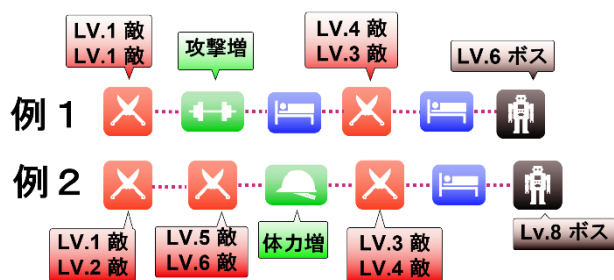 LV.1 敵
LV.1 敵
攻撃増
LV.4 敵
LV.3 敵
LV.6 ボス
例1
例2
LV.1 敵
LV.2 敵
LV.5 敵
LV.6 敵
体力増
LV.3 敵
LV.4 敵
Lv.8 ボス